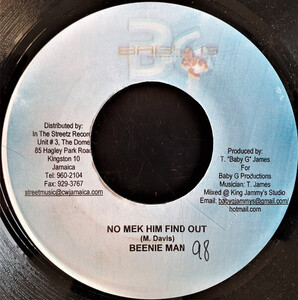 BABY G
Distributed by:
In The Streetz Records
Unit # 3, The Dome
85 Hagley Park Road
Kingston 10
Jamaica
Tel: 960-2104
Fax: 929-3767
streetmusic@cwjamaica.com
Produced by:
T. "Baby G" James
For
Baby G Productions
Musician: T. James
Mixed @ King Jammy's Studio
Email: babygjammys@gmail.com/
hotmail.com
NO MEK HIM FIND OUT
(M. Davis)
BEENIE MAN
98